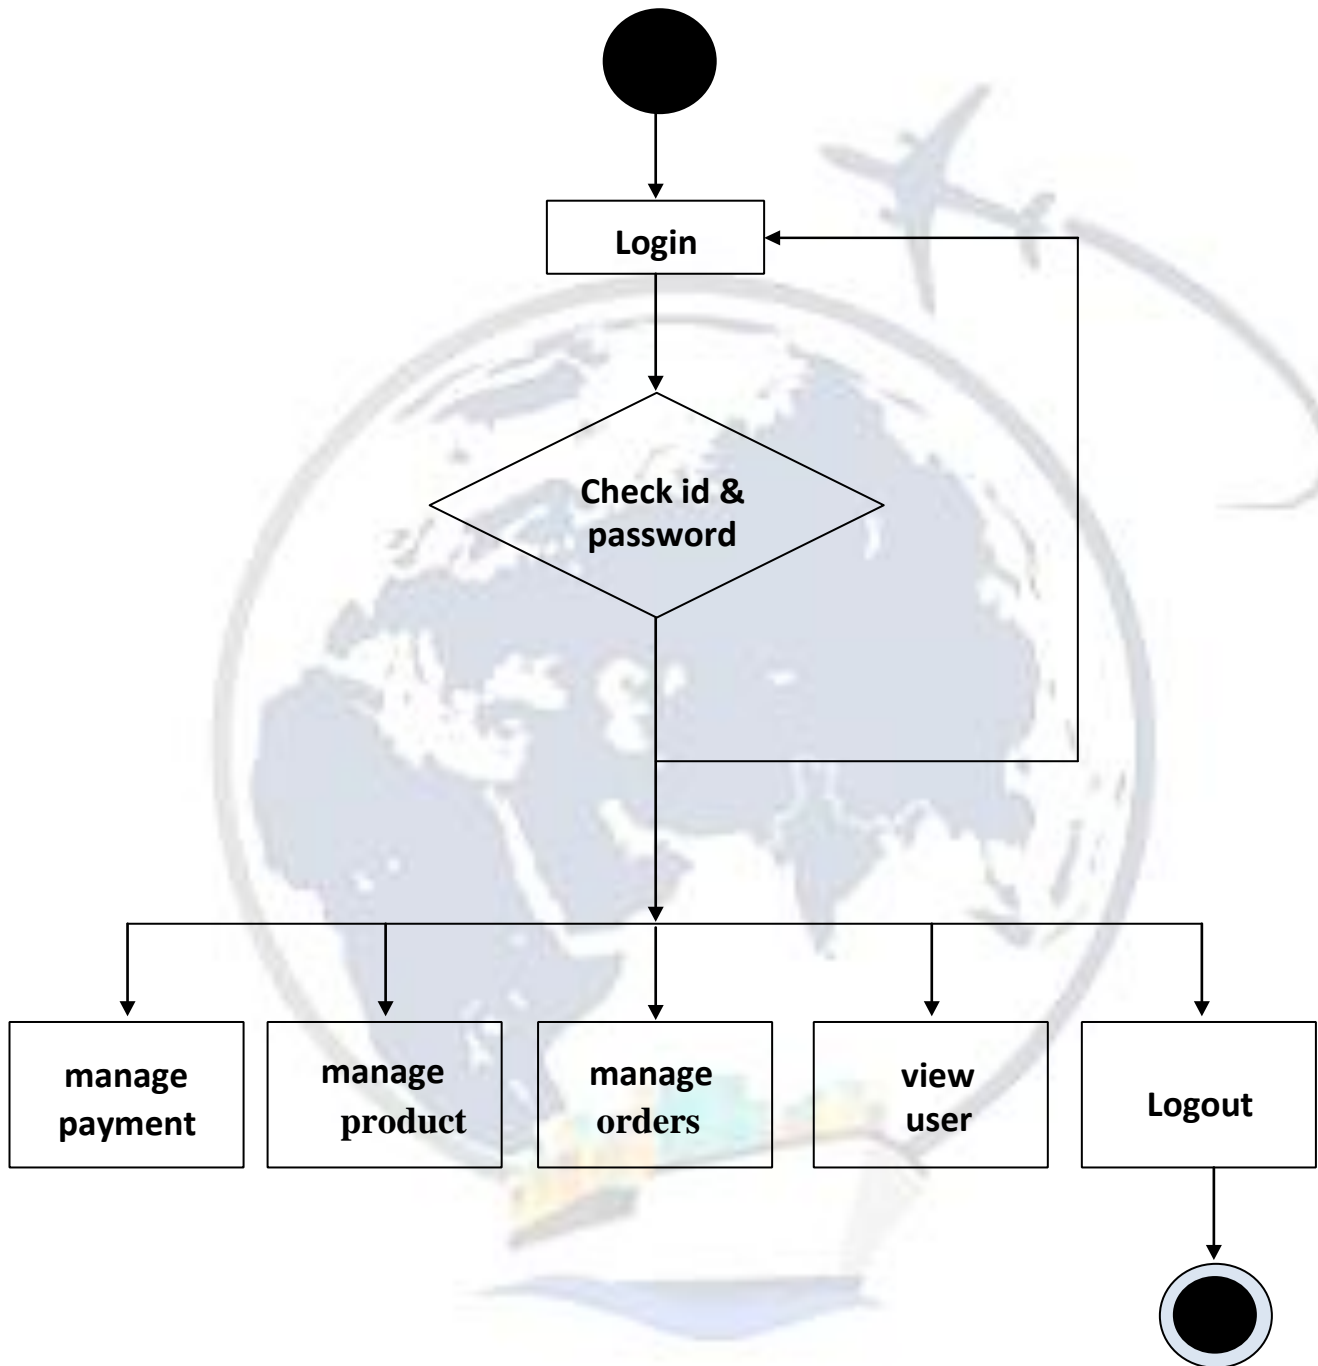 Login
Check id &
password
manage
payment
manage
product
manage
orders
view
user
Logout